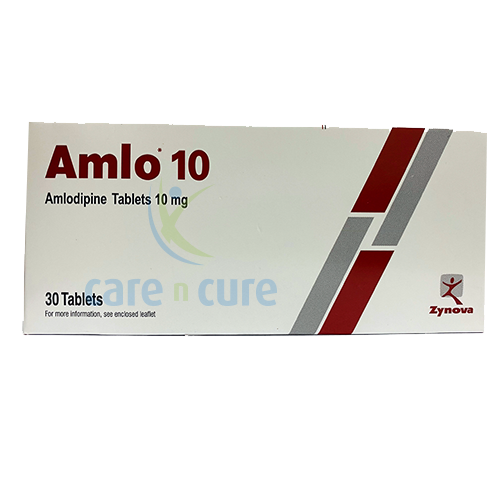 Amlo® 10
Amlodipine Tablets 10 mg
care n cure
30 Tablets
For more information, see enclosed leaflet
Zynova